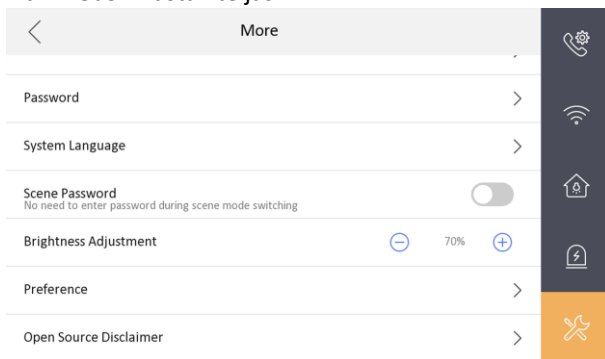 More
Password
System Language
Scene Password
No need to enter password during scene mode switching
Brightness Adjustment
70%
Preference
Open Source Disclaimer